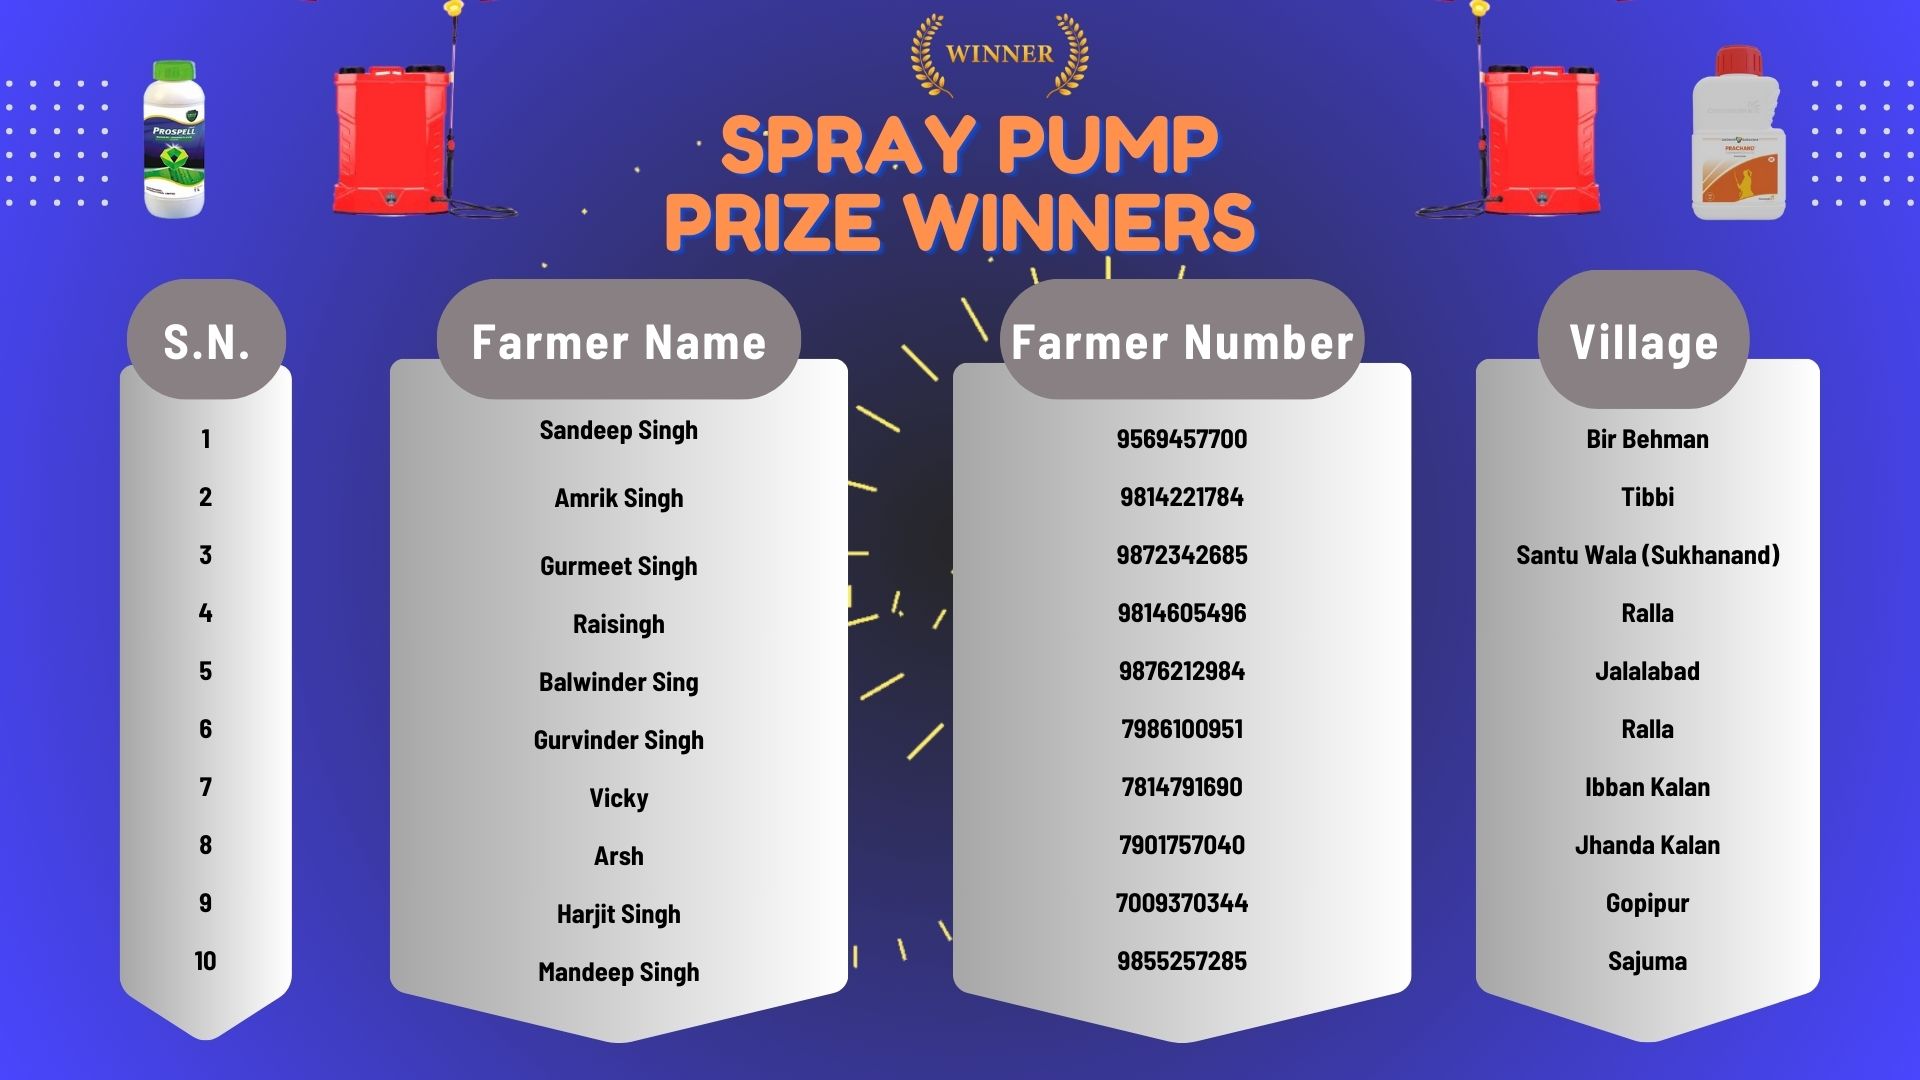 WINNER
SPRAY PUMP
PRIZE WINNERS
PROSPELL
PRACHAND
S.N. Farmer Name Farmer Number Village
1 Sandeep Singh 9569457700 Bir Behman
2 Amrik Singh 9814221784 Tibbi
3 Gurmeet Singh 9872342685 Santu Wala (Sukhanand)
4 Raisingh 9814605496 Ralla
5 Balwinder Sing 9876212984 Jalalabad
6 Gurvinder Singh 7986100951 Ralla
7 Vicky 7814791690 Ibban Kalan
8 Arsh 7901757040 Jhanda Kalan
9 Harjit Singh 7009370344 Gopipur
10 Mandeep Singh 9855257285 Sajuma